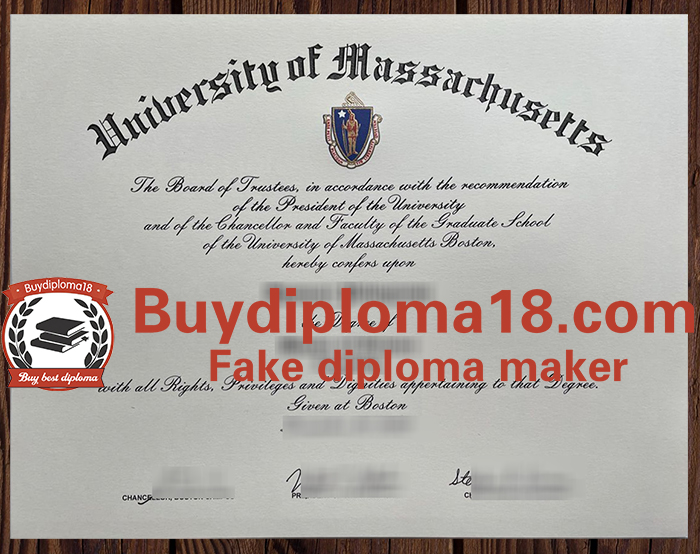 University of Massachusetts
The Board of Trustees, in accordance with the recommendation
of the President of the University
and of the Chancellor and Faculty of the Graduate School
of the University of Massachusetts Boston,
hereby confers upon
Buydiploma18
Buydiploma18.com
the Degree of
Fake diploma maker
Buy best diploma
with all Rights, Privileges and Dignities appertaining to that Degree.
Given at Boston